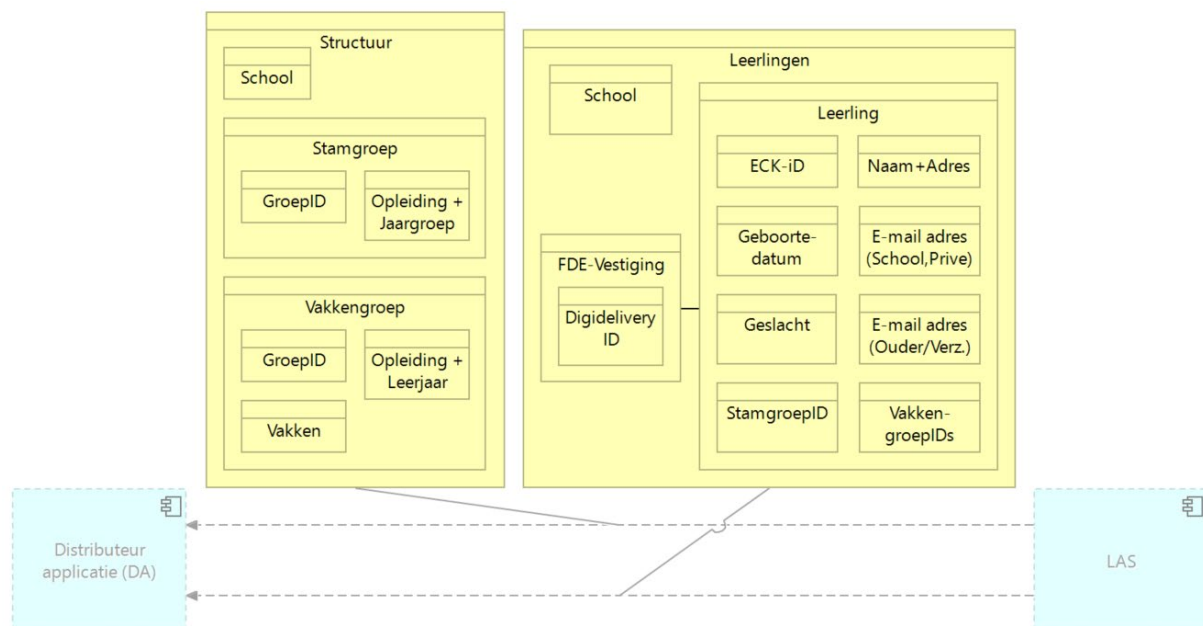 Structuur
School
Stamgroep
GroepID
Opleiding +
Jaargroep
Vakkengroep
GroepID
Opleiding +
Leerjaar
Vakken
Leerlingen
School
FDE-Vestiging
Digidelivery
ID
Leerling
ECK-iD
Naam+Adres
Geboorte-
datum
E-mail adres
(School,Prive)
Geslacht
E-mail adres
(Ouder/Verz.)
StamgroepID
Vakken-
groepIDs
Distributeur
applicatie (DA)
LAS